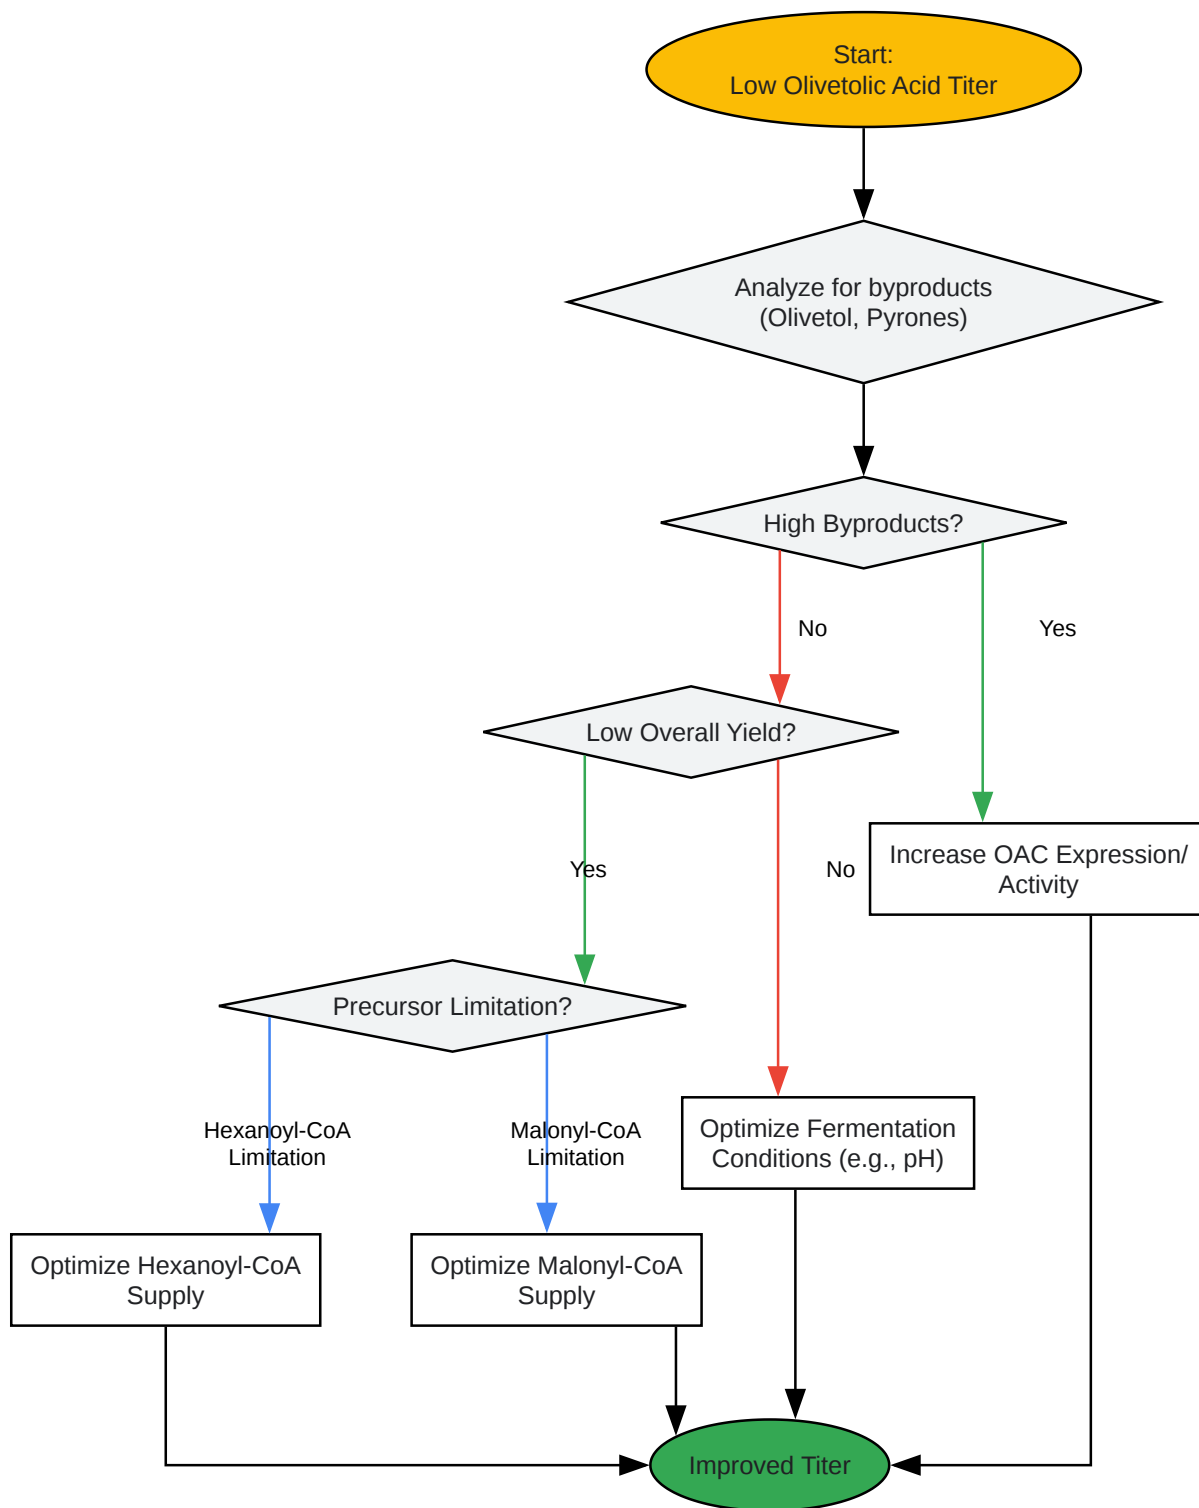 Start:
Low Olivetolic Acid Titer
Analyze for byproducts
(Olivetol, Pyrones)
High Byproducts?
No
Yes
Low Overall Yield?
Yes
No
Increase OAC Expression/
Activity
Precursor Limitation?
Hexanoyl-CoA
Limitation
Malonyl-CoA
Limitation
Optimize Fermentation
Conditions (e.g., pH)
Optimize Hexanoyl-CoA
Supply
Optimize Malonyl-CoA
Supply
Improved Titer